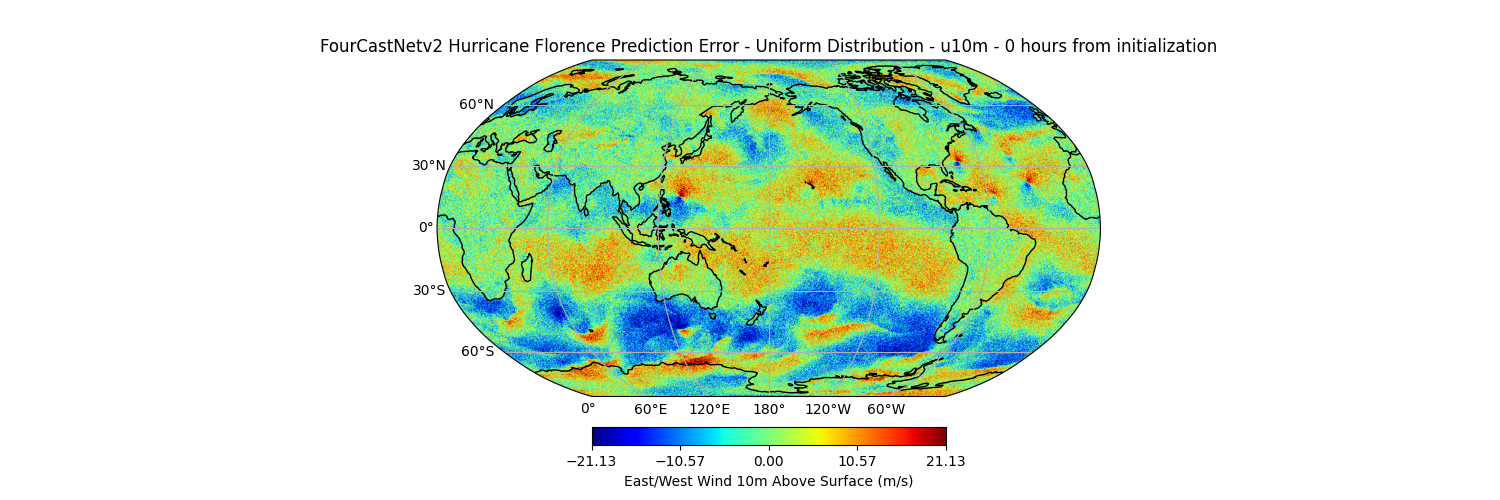 FourCastNetv2 Hurricane Florence Prediction Error - Uniform Distribution - u10m - 0 hours from initialization
60°N
30°N
0°
30°S
60°S
0° 60°E 120°E 180° 120°W 60°W
−21.13 −10.57 0.00 10.57 21.13
East/West Wind 10m Above Surface (m/s)